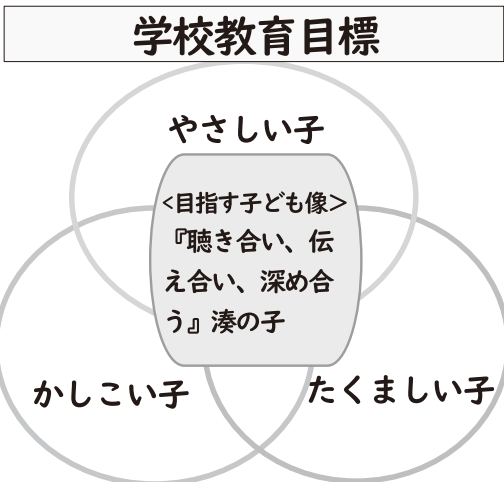 学校教育目標
やさしい子
<目指す子ども像>
『聴き合い、伝
え合い、深め合
う』湊の子
かしこい子
たくましい子